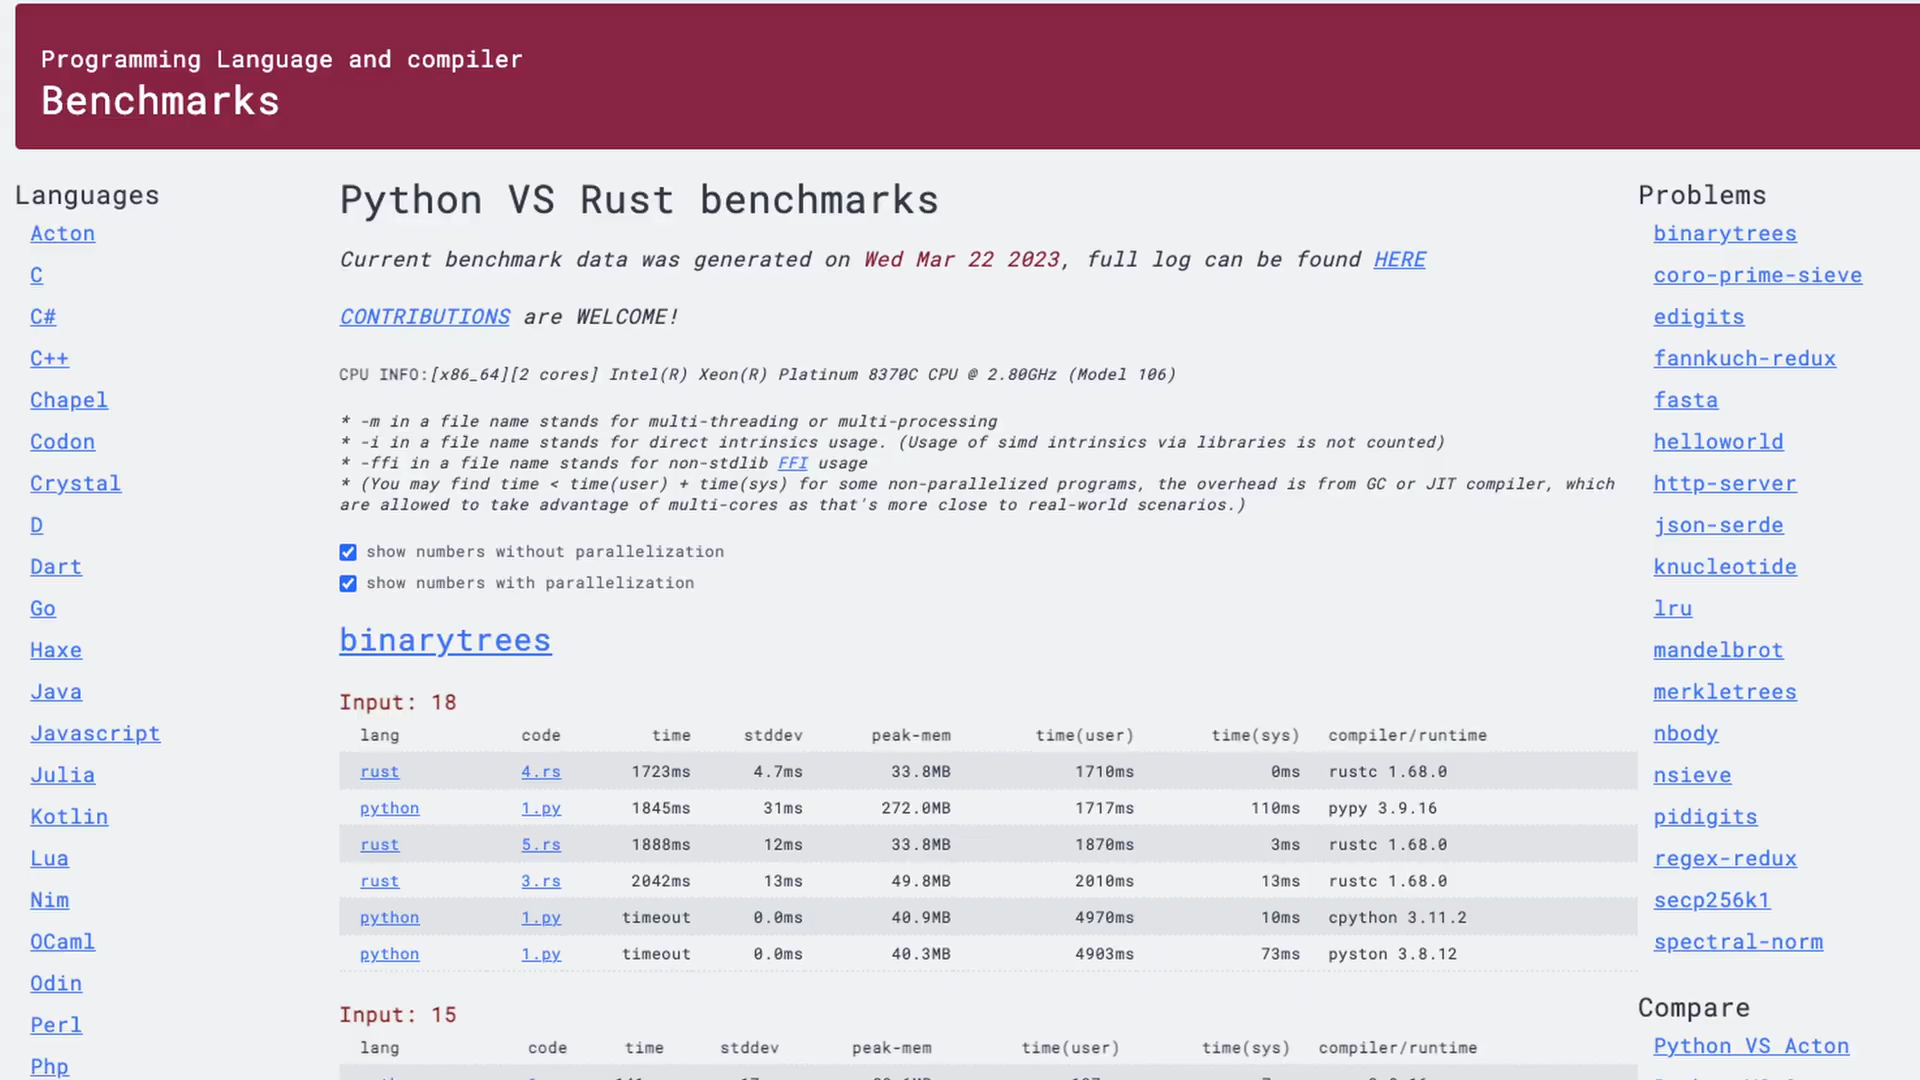 Programming Language and compiler
Benchmarks
Languages
Acton
C
C#
C++
Chapel
Codon
Crystal
D
Dart
Go
Haxe
Java
Javascript
Julia
Kotlin
Lua
Nim
OCaml
Odin
Perl
Php
Python VS Rust benchmarks
Current benchmark data was generated on Wed Mar 22 2023, full log can be found HERE
CONTRIBUTIONS are WELCOME!
CPU INFO:[x86_64][2 cores] Intel(R) Xeon(R) Platinum 8370C CPU @ 2.80GHz (Model 106)
* -m in a file name stands for multi-threading or multi-processing
* -i in a file name stands for direct intrinsics usage. (Usage of simd intrinsics via libraries is not counted)
* -ffi in a file name stands for non-stdlib FFI usage
* (You may find time < time(user) + time(sys) for some non-parallelized programs, the overhead is from GC or JIT compiler, which
are allowed to take advantage of multi-cores as that's more close to real-world scenarios.)
show numbers without parallelization
show numbers with parallelization
binarytrees
Input: 18
lang code time stddev peak-mem time(user) time(sys) compiler/runtime
rust 4.rs 1723ms 4.7ms 33.8MB 1710ms 0ms rustc 1.68.0
python 1.py 1845ms 31ms 272.0MB 1717ms 110ms pypy 3.9.16
rust 5.rs 1888ms 12ms 33.8MB 1870ms 3ms rustc 1.68.0
rust 3.rs 2042ms 13ms 49.8MB 2010ms 13ms rustc 1.68.0
python 1.py timeout 0.0ms 40.9MB 4970ms 10ms cpython 3.11.2
python 1.py timeout 0.0ms 40.3MB 4903ms 73ms pyston 3.8.12
Input: 15
lang code time stddev peak-mem time(user) time(sys) compiler/runtime
Problems
binarytrees
coro-prime-sieve
edigits
fannkuch-redux
fasta
helloworld
http-server
json-serde
knucleotide
lru
mandelbrot
merkletrees
nbody
nsieve
pidigits
regex-redux
secp256k1
spectral-norm
Compare
Python VS Acton